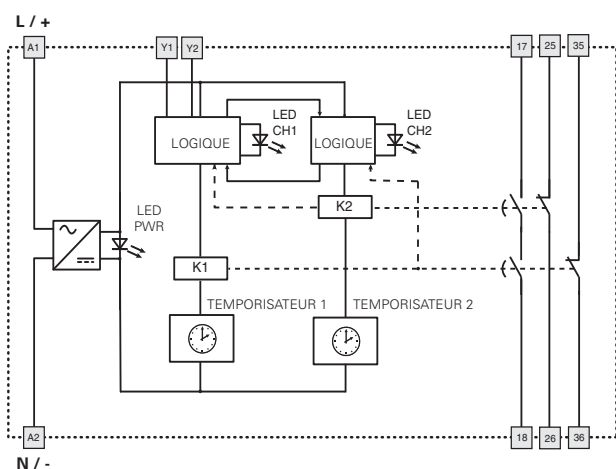 L / +
A1
Y1
Y2
17
25
35
LED
CH1
LED
CH2
LOGIQUE
LOGIQUE
K2
LED
PWR
K1
TEMPORISATEUR 1
TEMPORISATEUR 2
A2
18
26
36
N / -